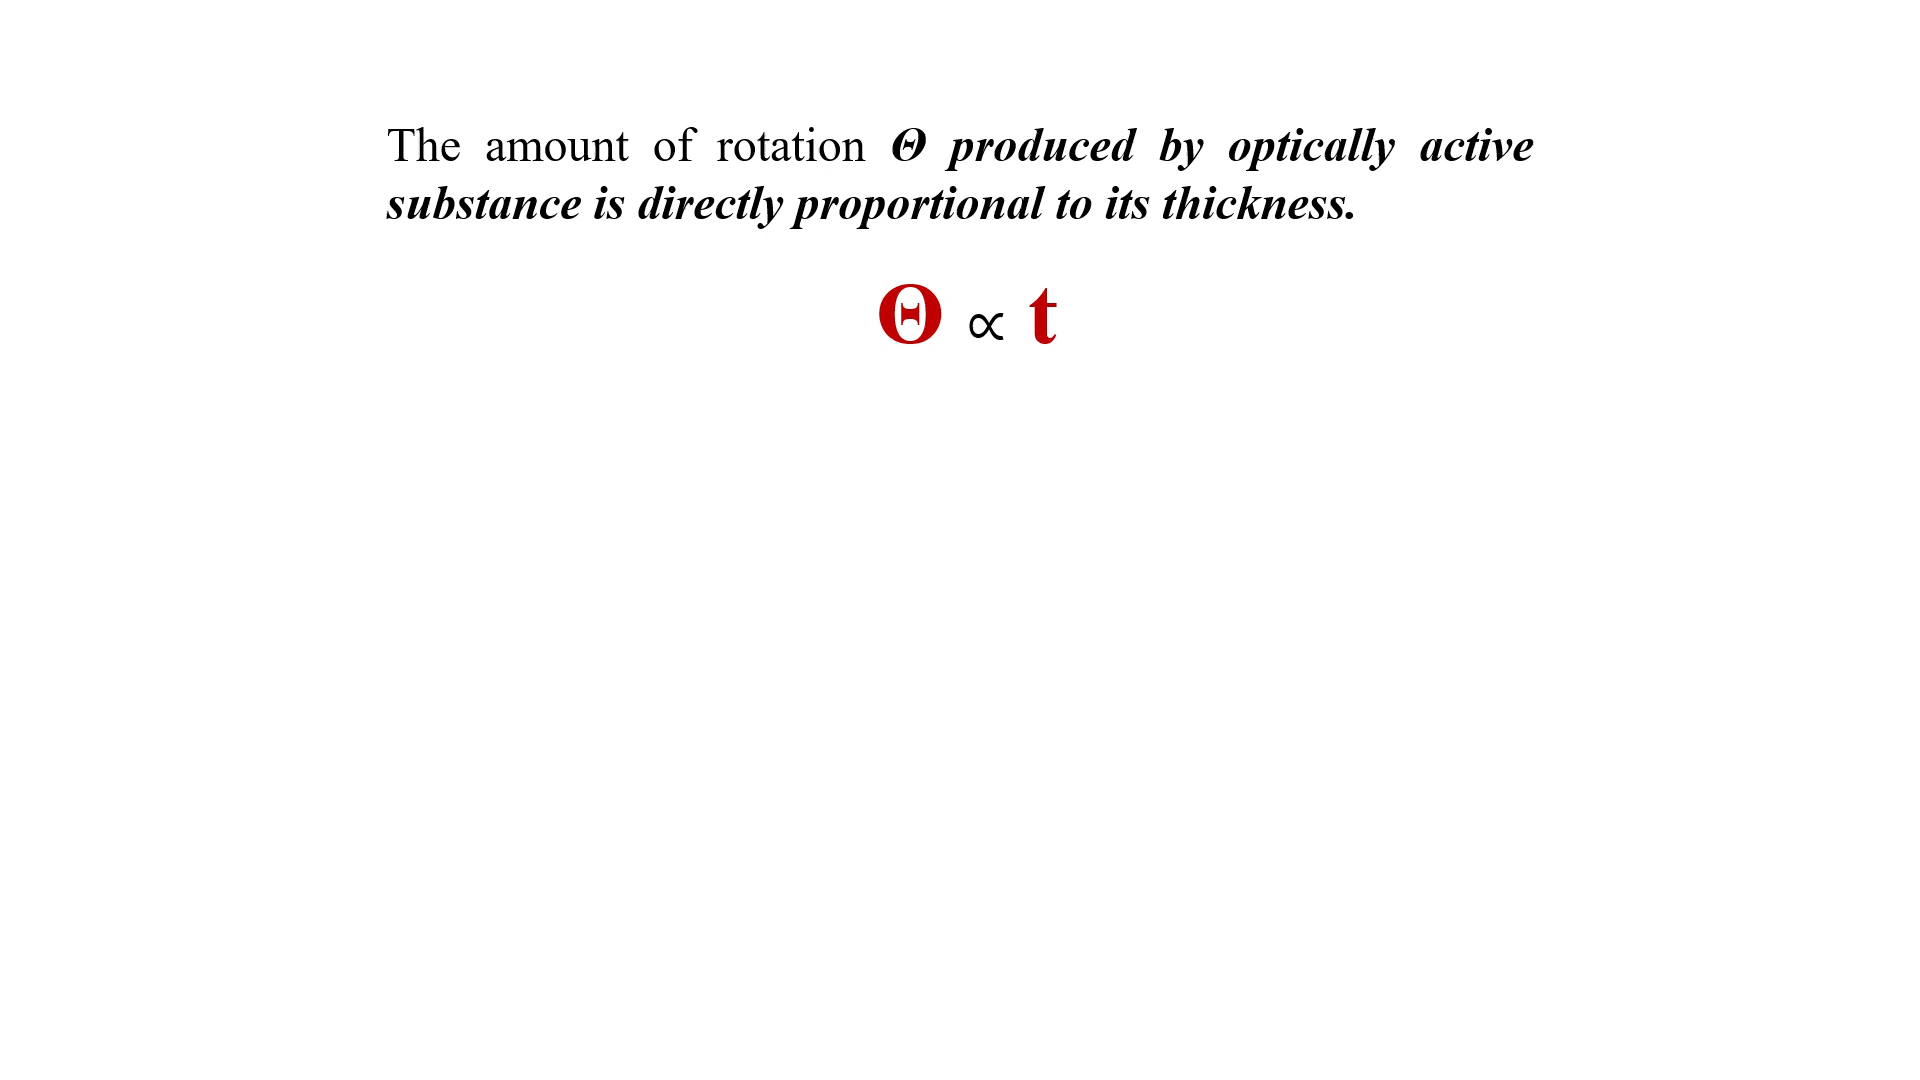 The amount of rotation Θ produced by optically active
substance is directly proportional to its thickness.
Θ ∝ t